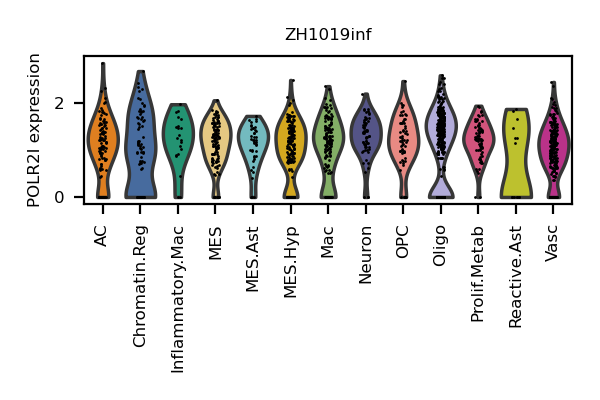 ZH1019inf
POLR2I expression
2
0
AC
Chromatin.Reg
Inflammatory.Mac
MES
MES.Ast
MES.Hyp
Mac
Neuron
OPC
Oligo
Prolif.Metab
Reactive.Ast
Vasc